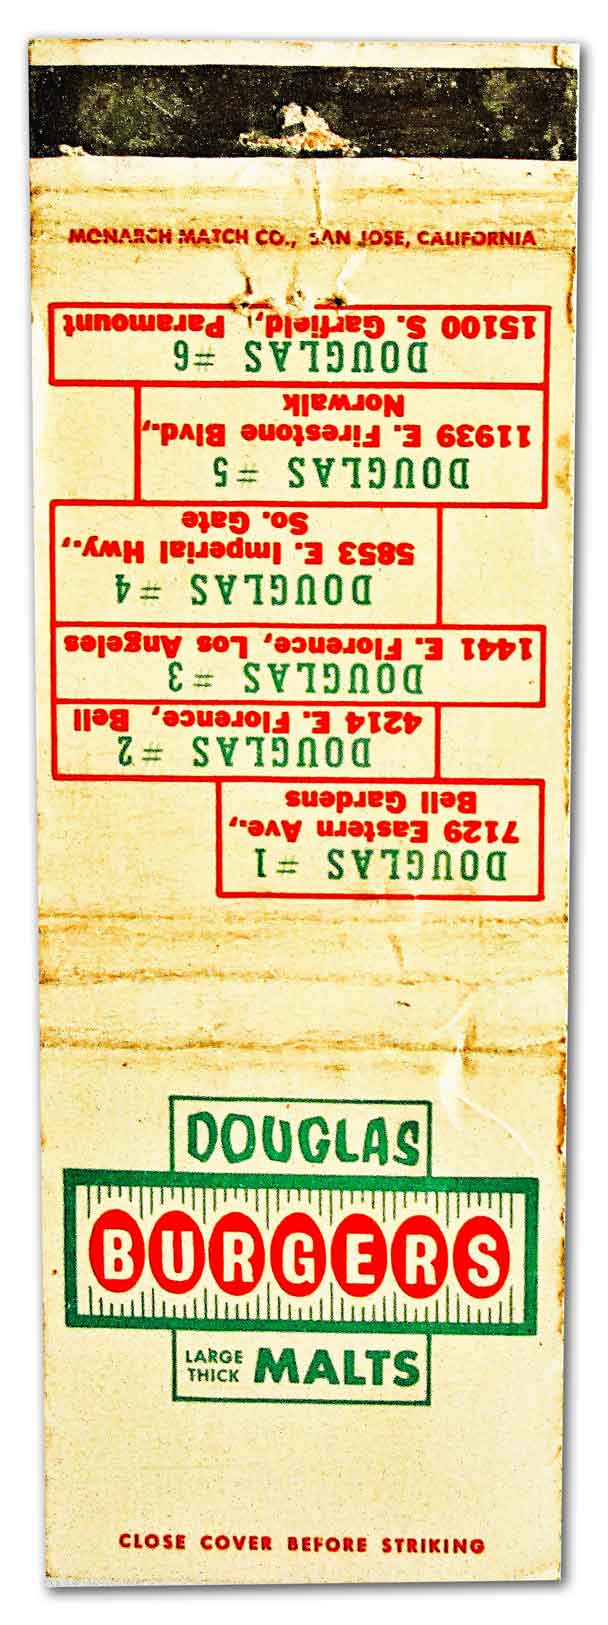 MONARCH MATCH CO., SAN JOSE, CALIFORNIA
DOUGLAS #1
7129 Eastern Ave.,
Bell Gardens
DOUGLAS #2
4214 E. Florence, Bell
DOUGLAS #3
1441 E. Florence, Los Angeles
DOUGLAS #4
5853 E. Imperial Hwy.,
So. Gate
DOUGLAS #5
11939 E. Firestone Blvd.,
Norwalk
DOUGLAS #6
15100 S. Garfield, Paramount
DOUGLAS
BURGERS
LARGE THICK MALTS
CLOSE COVER BEFORE STRIKING